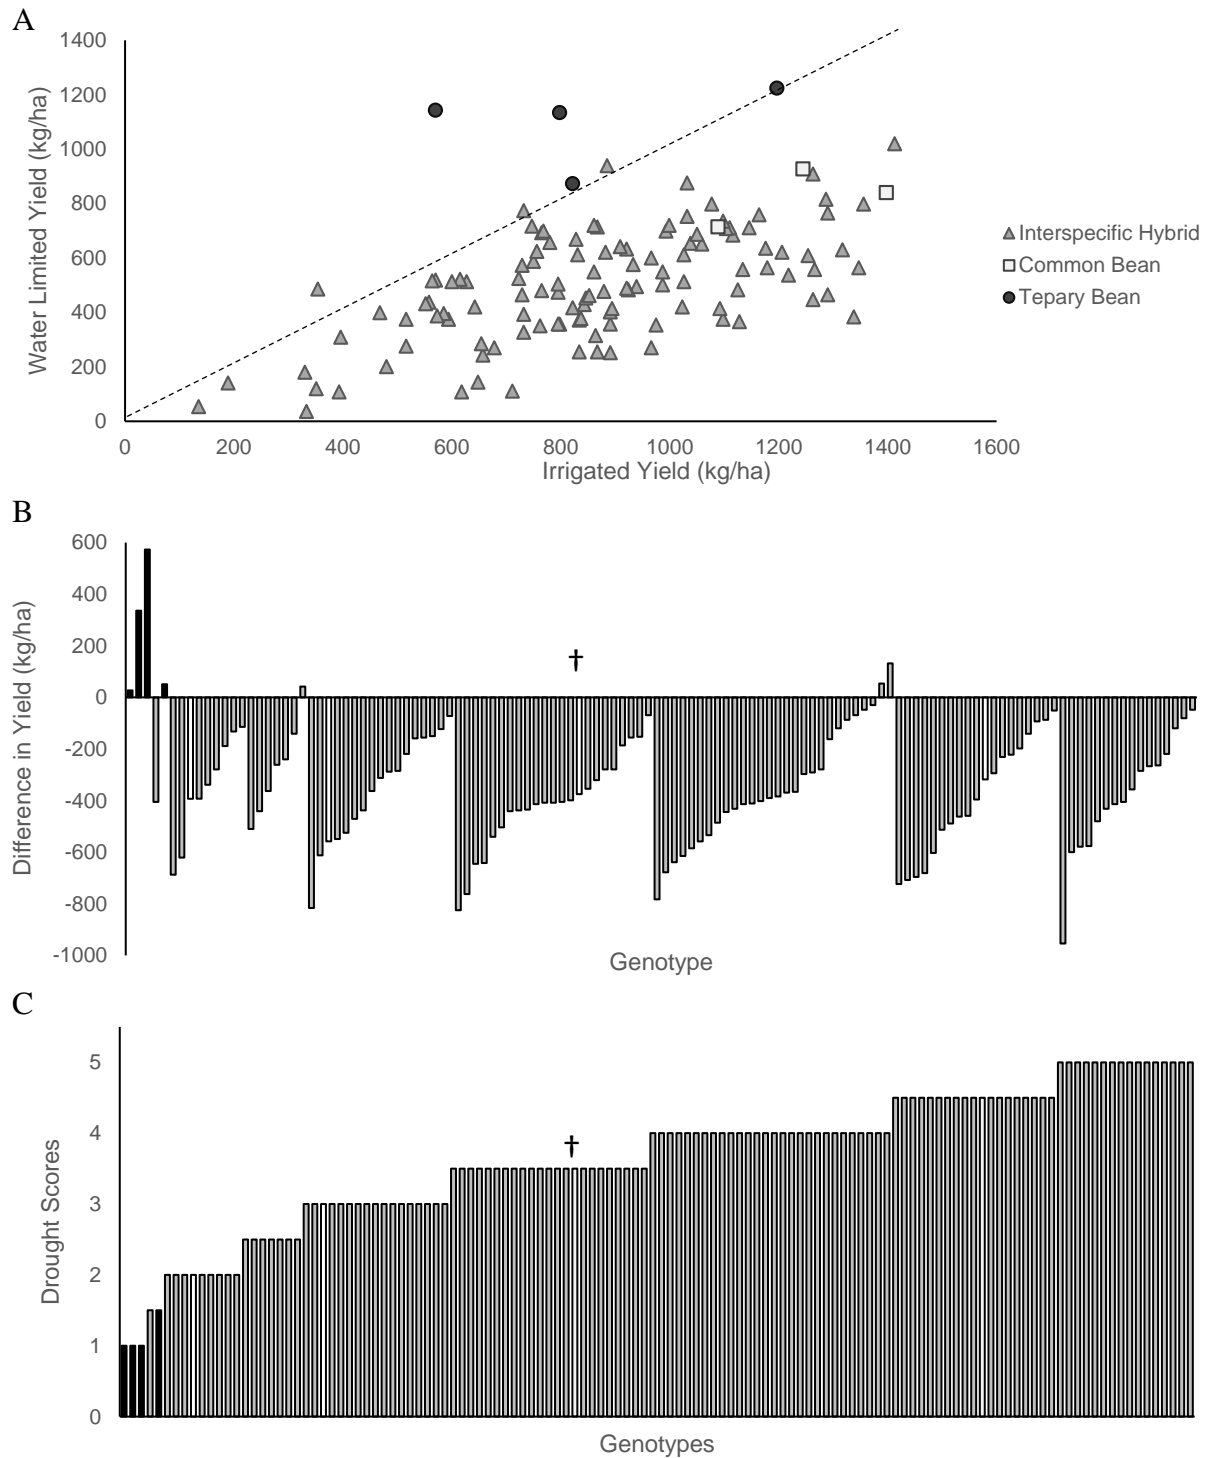 A
1400
1200
1000
800
600
400
200
0
Water Limited Yield (kg/ha)
0 200 400 600 800 1000 1200 1400 1600
Irrigated Yield (kg/ha)
Interspecific Hybrid
Common Bean
Tepary Bean
B
600
400
200
0
-200
-400
-600
-800
-1000
Difference in Yield (kg/ha)
†
Genotype
C
5
4
3
2
1
0
Drought Scores
†
Genotypes